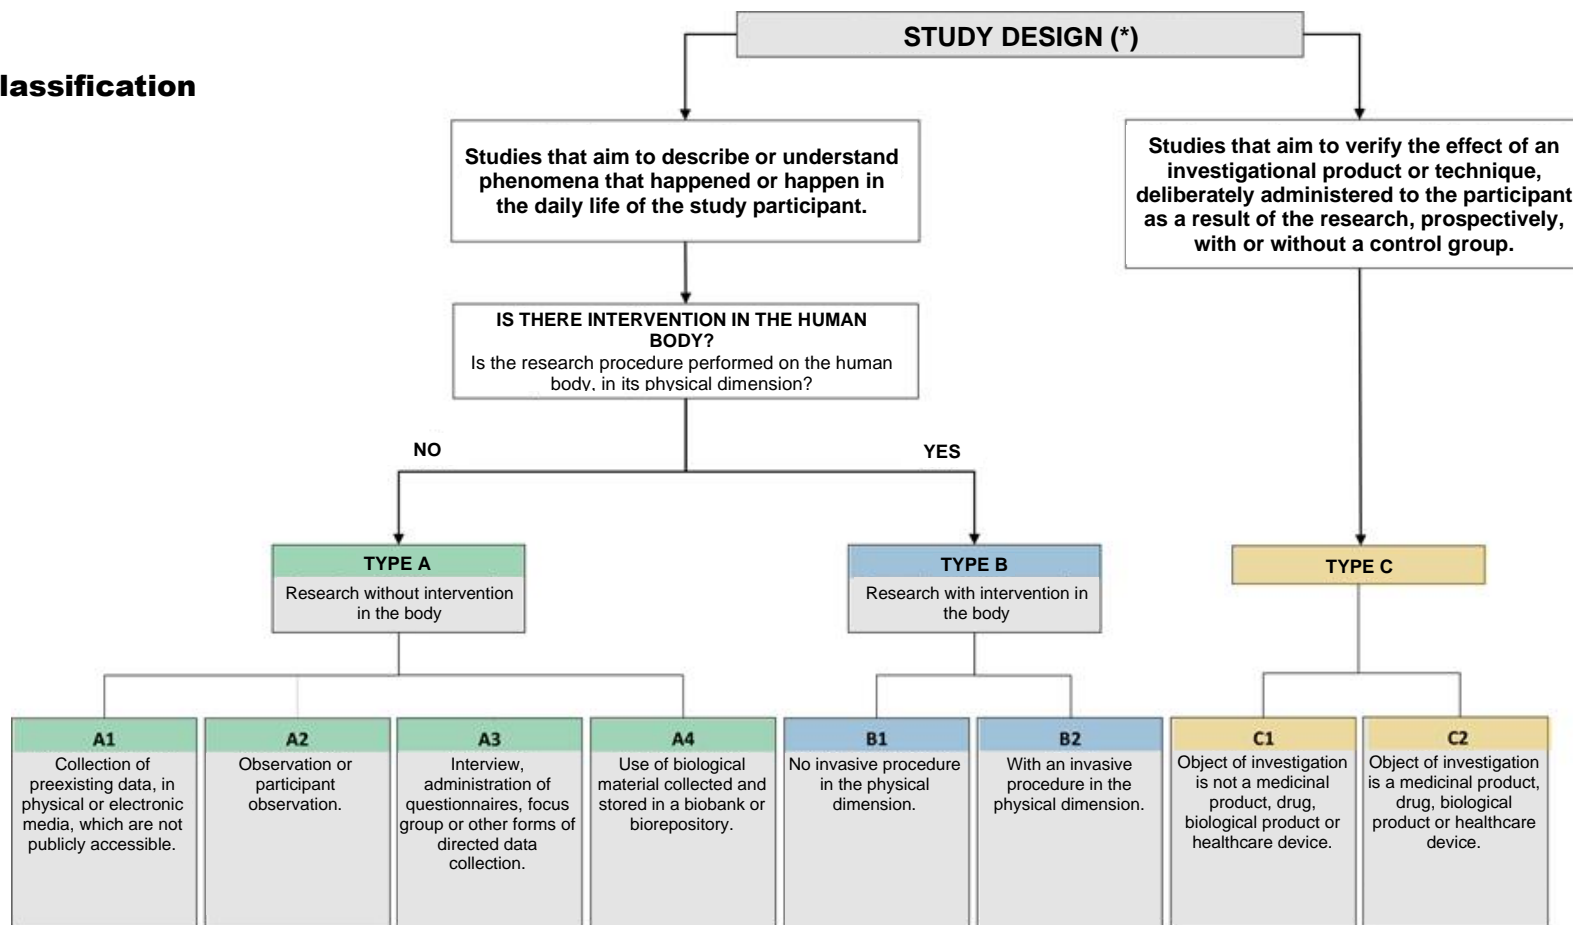 STUDY DESIGN (*)
lassification
Studies that aim to describe or understand
phenomena that happened or happen in
the daily life of the study participant.
Studies that aim to verify the effect of an
investigational product or technique,
deliberately administered to the participant
as a result of the research, prospectively,
with or without a control group.
IS THERE INTERVENTION IN THE HUMAN
BODY?
Is the research procedure performed on the human
body, in its physical dimension?
NO
YES
TYPE A
Research without intervention
in the body
TYPE B
Research with intervention in
the body
TYPE C
A1
Collection of
preexisting data, in
physical or electronic
media, which are not
publicly accessible.
A2
Observation or
participant
observation.
A3
Interview,
administration of
questionnaires, focus
group or other forms of
directed data
collection.
A4
Use of biological
material collected and
stored in a biobank or
biorepository.
B1
No invasive procedure
in the physical
dimension.
B2
With an invasive
procedure in the
physical dimension.
C1
Object of investigation
is not a medicinal
product, drug,
biological product or
healthcare device.
C2
Object of investigation
is a medicinal product,
drug, biological
product or healthcare
device.